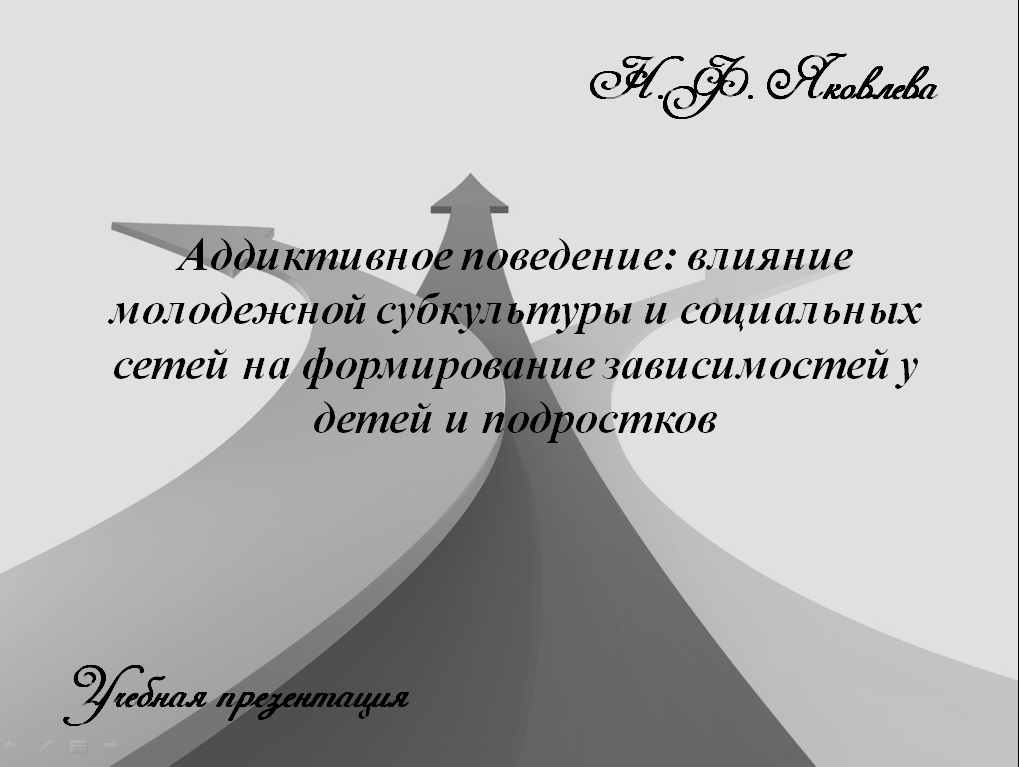 Н.Ф. Яковлева
Аддиктивное поведение: влияние
молодежной субкультуры и социальных
сетей на формирование зависимостей у
детей и подростков
Учебная презентация